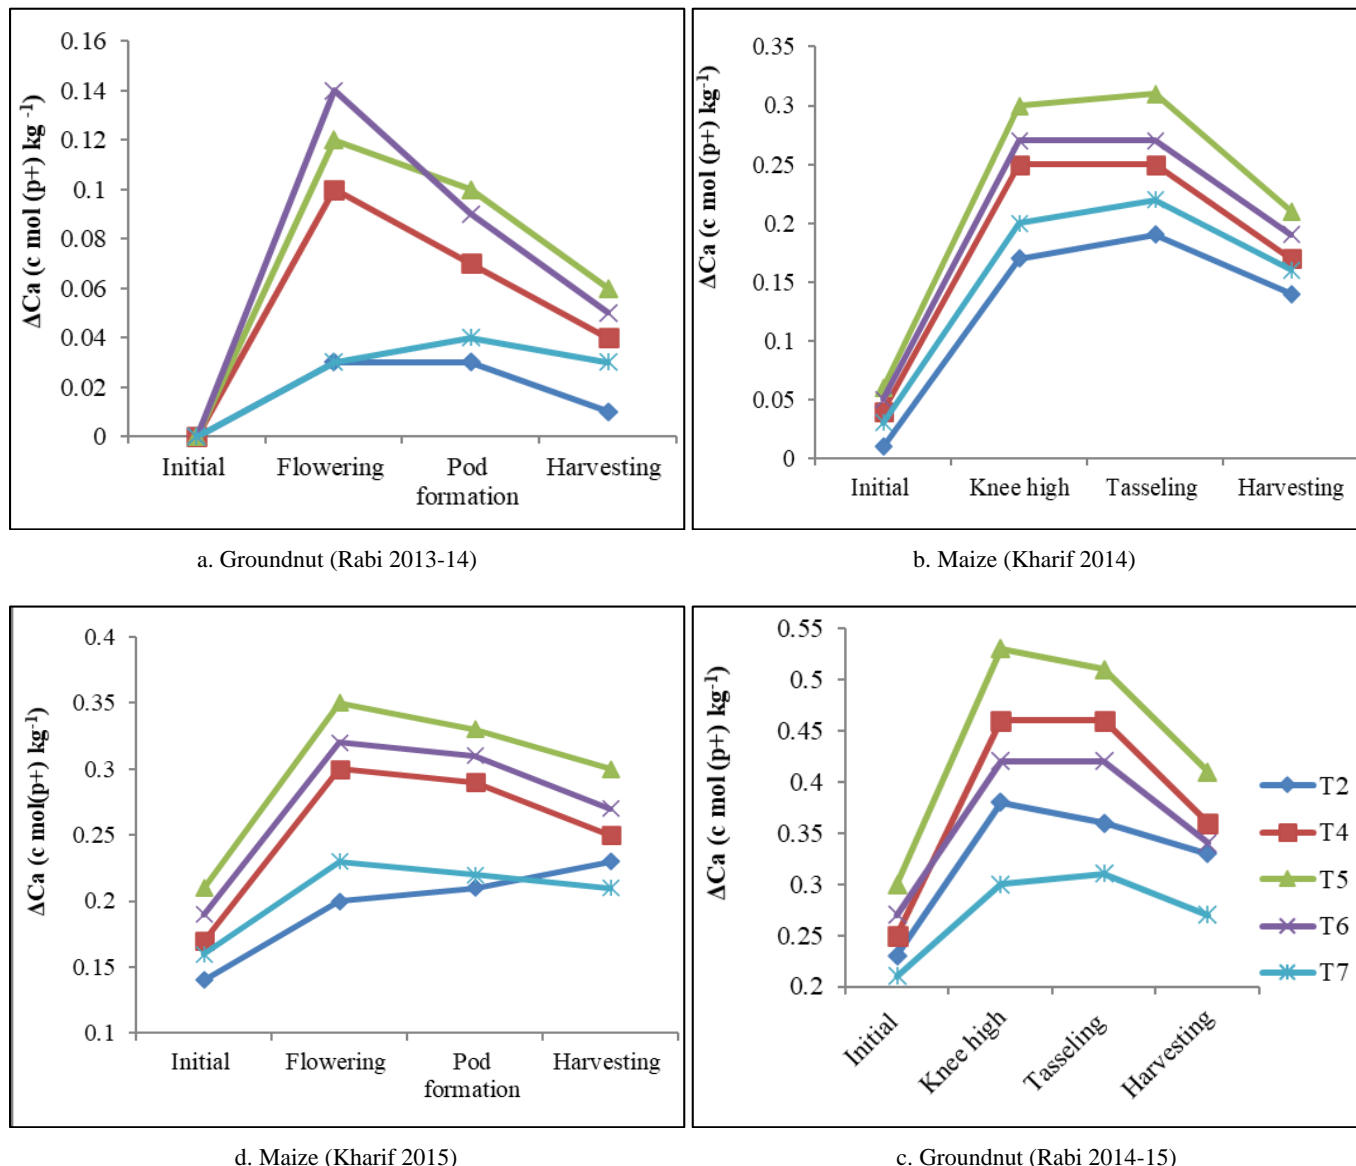 0.16
0.14
0.12
0.1
0.08
0.06
0.04
0.02
0
ΔCa (c mol (p+) kg -1)
Initial Flowering Pod Harvesting
formation
a. Groundnut (Rabi 2013-14)
0.35
0.3
0.25
0.2
0.15
0.1
0.05
0
ΔCa (c mol (p+) kg-1)
Initial Knee high Tasseling Harvesting
b. Maize (Kharif 2014)
0.4
0.35
0.3
0.25
0.2
0.15
0.1
ΔCa (c mol(p+) kg-1)
Initial Flowering Pod Harvesting
formation
d. Maize (Kharif 2015)
0.55
0.5
0.45
0.4
0.35
0.3
0.25
0.2
ΔCa (c mol (p+) kg-1)
Initial
Knee high
Tasseling
Harvesting
T2
T4
T5
T6
T7
c. Groundnut (Rabi 2014-15)